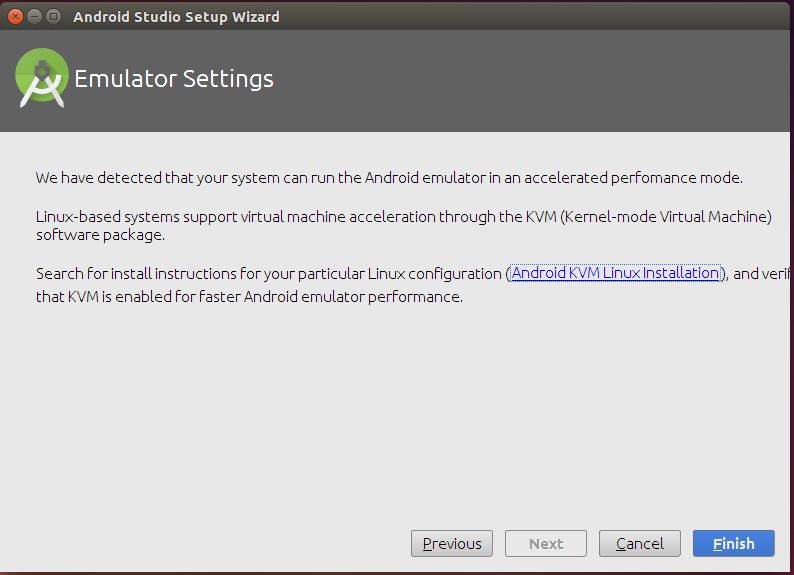 Android Studio Setup Wizard
Emulator Settings
We have detected that your system can run the Android emulator in an accelerated perfomance mode.
Linux-based systems support virtual machine acceleration through the KVM (Kernel-mode Virtual Machine)
software package.
Search for install instructions for your particular Linux configuration (Android KVM Linux Installation), and verif
that KVM is enabled for faster Android emulator performance.
Previous
Next
Cancel
Finish